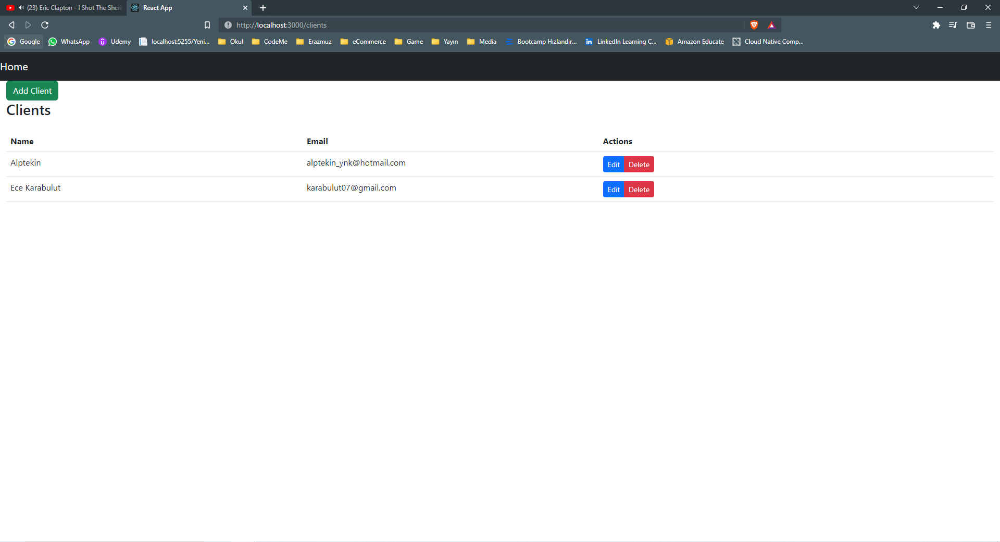 (23) Eric Clapton - I Shot The Sheri
React App
http://localhost:3000/clients
Google WhatsApp Udemy localhost:5255/Yeni... Okul CodeMe Erazmuz eCommerce Game Yayın Media Bootcamp Hızlandır... LinkedIn Learning C... Amazon Educate Cloud Native Comp...
Home
Add Client
Clients
Name Email Actions
Alptekin alptekin_ynk@hotmail.com Edit Delete
Ece Karabulut karabulut07@gmail.com Edit Delete